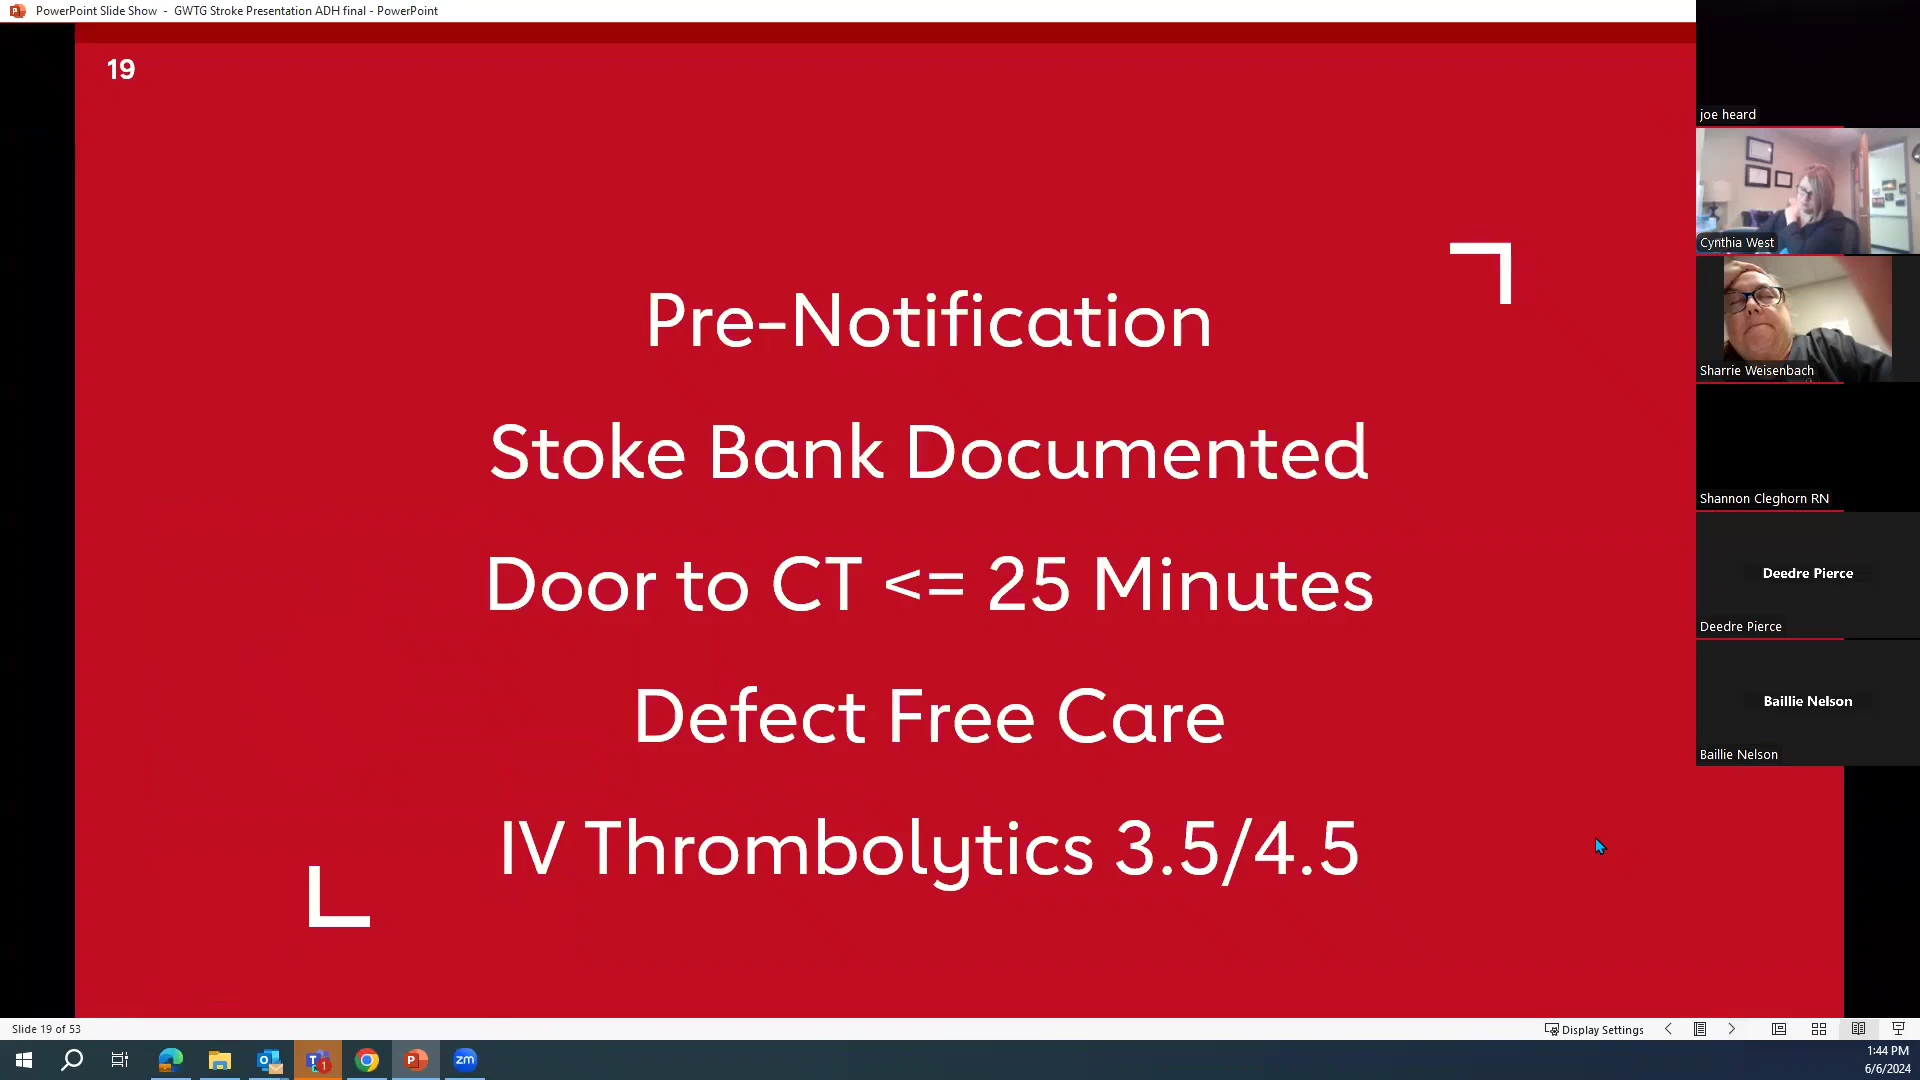 PowerPoint Slide Show - GWTG Stroke Presentation ADH final - PowerPoint
19
Pre-Notification
Stoke Bank Documented
Door to CT <= 25 Minutes
Defect Free Care
IV Thrombolytics 3.5/4.5
joe heard
Cynthia West
Sharrie Weisenbach
Shannon Cleghorn RN
Deedre Pierce
Deedre Pierce
Baillie Nelson
Baillie Nelson
Slide 19 of 53
Display Settings
1
zm
1:44 PM
6/6/2024